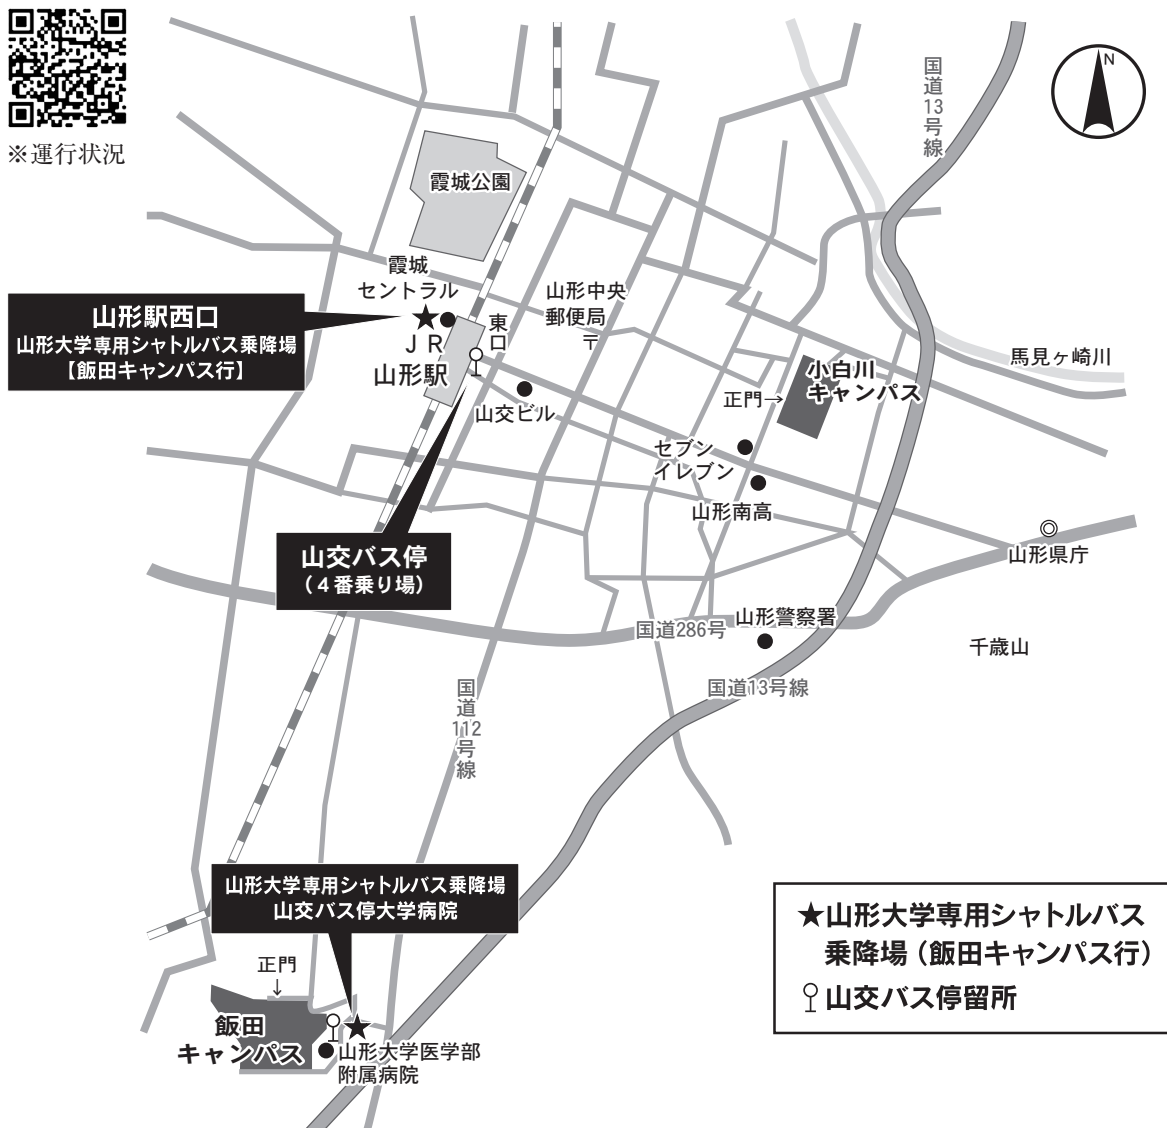 ※運行状況
N
国道13号線
霞城公園
霞城
セントラル
山形駅西口
山形大学専用シャトルバス乗降場
【飯田キャンパス行】
東口
ＪＲ
山形駅
山形中央
郵便局
〒
山交ビル
馬見ヶ崎川
小白川
キャンパス
正門→
セブン
イレブン
山形南高
山交バス停
（４番乗り場）
山形県庁
国道286号
山形警察署
千歳山
国道13号線
国道112号線
山形大学専用シャトルバス乗降場
山交バス停大学病院
正門
↓
飯田
キャンパス
山形大学医学部
附属病院
★山形大学専用シャトルバス
乗降場（飯田キャンパス行）
山交バス停留所